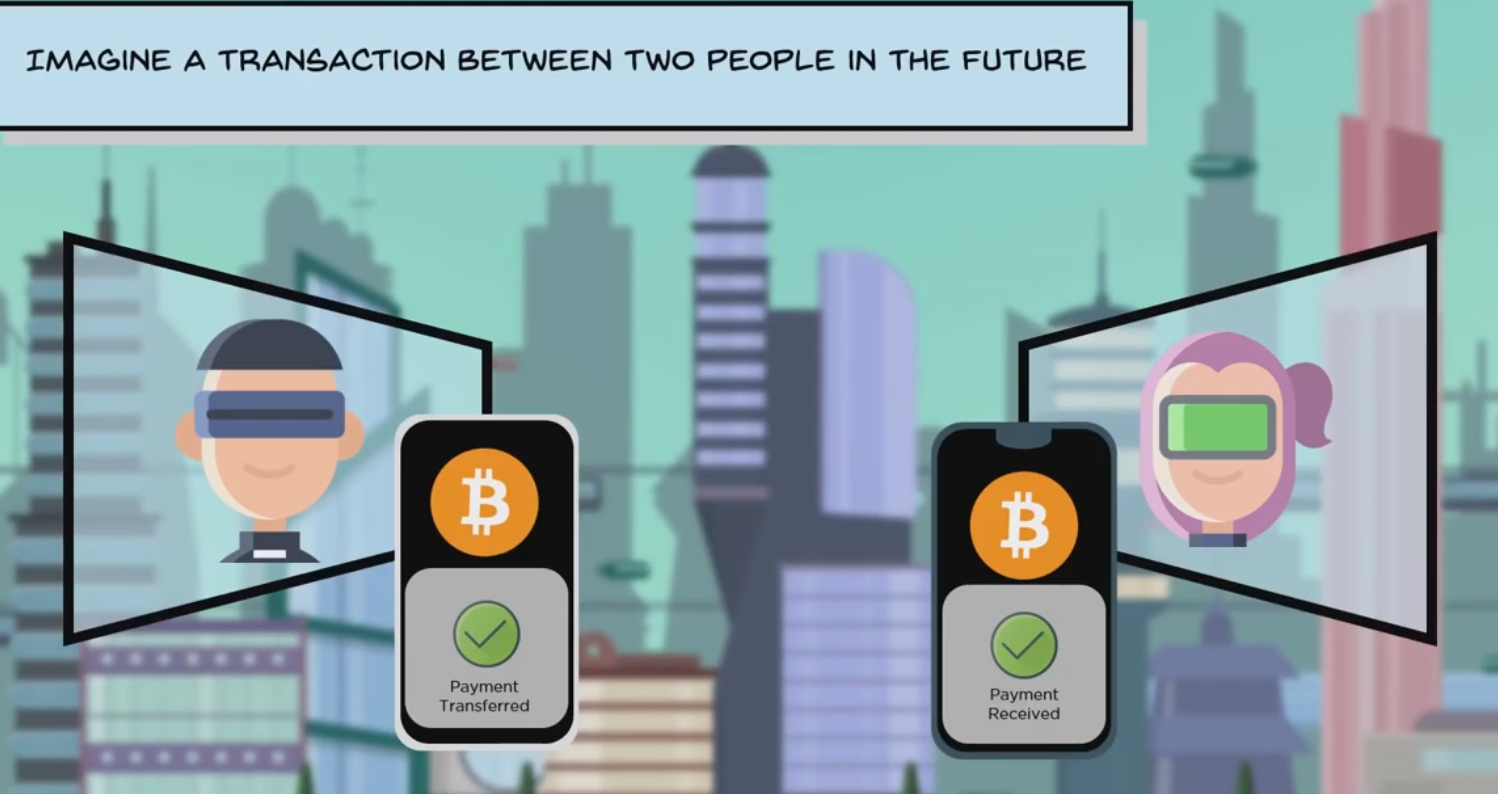 IMAGINE A TRANSACTION BETWEEN TWO PEOPLE IN THE FUTURE
Payment
Transferred
Payment
Received